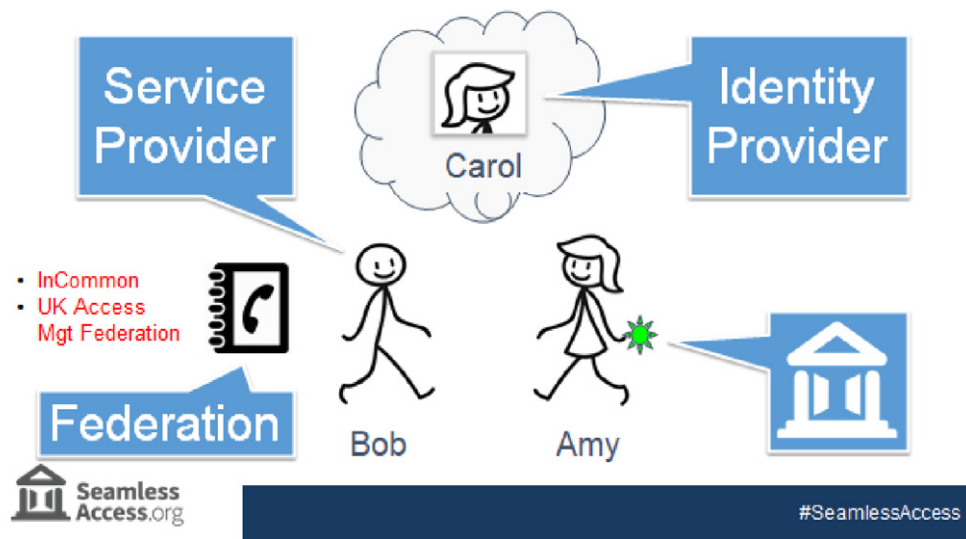 Service
Provider
Carol
Identity
Provider
• InCommon
• UK Access
Mgt Federation
Federation
Bob
Amy
Seamless
Access.org
#SeamlessAccess